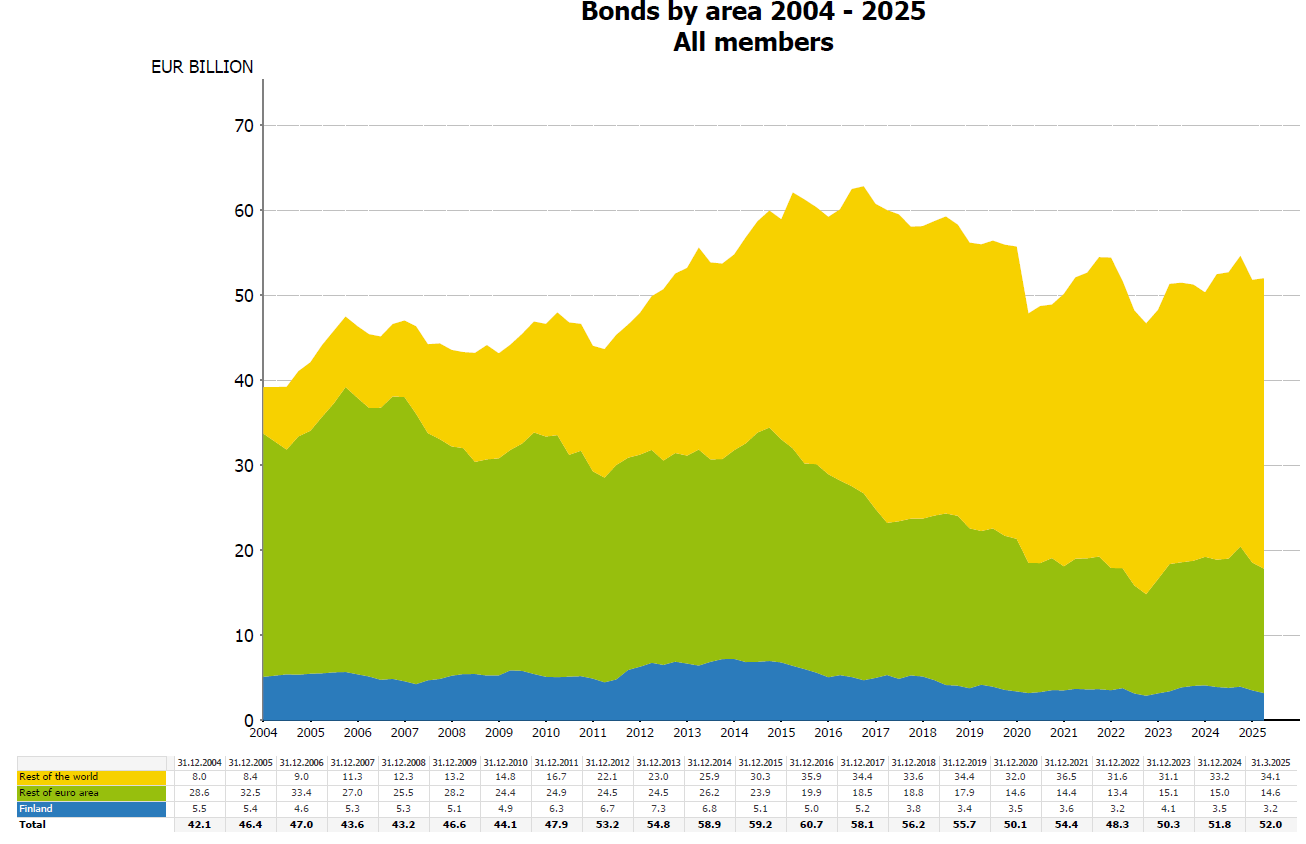 Bonds by area 2004 - 2025
All members
EUR BILLION
70
60
50
40
30
20
10
0
2004 2005 2006 2007 2008 2009 2010 2011 2012 2013 2014 2015 2016 2017 2018 2019 2020 2021 2022 2023 2024 2025
31.12.2004 31.12.2005 31.12.2006 31.12.2007 31.12.2008 31.12.2009 31.12.2010 31.12.2011 31.12.2012 31.12.2013 31.12.2014 31.12.2015 31.12.2016 31.12.2017 31.12.2018 31.12.2019 31.12.2020 31.12.2021 31.12.2022 31.12.2023 31.12.2024 31.3.2025
Rest of the world 8.0 8.4 9.0 11.3 12.3 13.2 14.8 16.7 22.1 23.0 25.9 30.3 35.9 34.4 33.6 34.4 32.0 36.5 31.6 31.1 33.2 34.1
Rest of euro area 28.6 32.5 33.4 27.0 25.5 28.2 24.4 24.9 24.5 24.5 26.2 23.9 19.9 18.5 18.8 17.9 14.6 14.4 13.4 15.1 15.0 14.6
Finland 5.5 5.4 4.6 5.3 5.3 5.1 4.9 6.3 6.7 7.3 6.8 5.1 5.0 5.2 3.8 3.4 3.5 3.6 3.2 4.1 3.5 3.2
Total 42.1 46.4 47.0 43.6 43.2 46.6 44.1 47.9 53.2 54.8 58.9 59.2 60.7 58.1 56.2 55.7 50.1 54.4 48.3 50.3 51.8 52.0